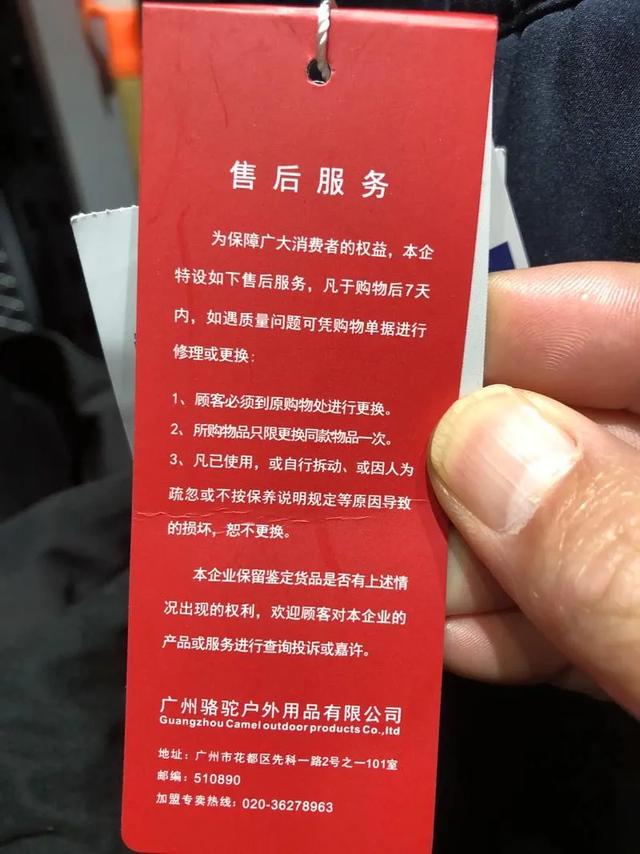 售后服务
为保障广大消费者的权益，本企
特设如下售后服务，凡于购物后7天
内，如遇质量问题可凭购物单据进行
修理或更换：
1、顾客必须到原购物处进行更换。
2、所购物品只限更换同款物品一次。
3、凡已使用，或自行拆动、或因人为
疏忽或不按保养说明规定等原因导致
的损坏，恕不更换。
本企业保留鉴定货品是否有上述情
况出现的权利，欢迎顾客对本企业的
产品或服务进行查询投诉或嘉许。
广州骆驼户外用品有限公司
Guangzhou Camel outdoor products Co.,ltd
地址：广州市花都区先科一路2号之一101室
邮编：510890
加盟专卖热线：020-36278963